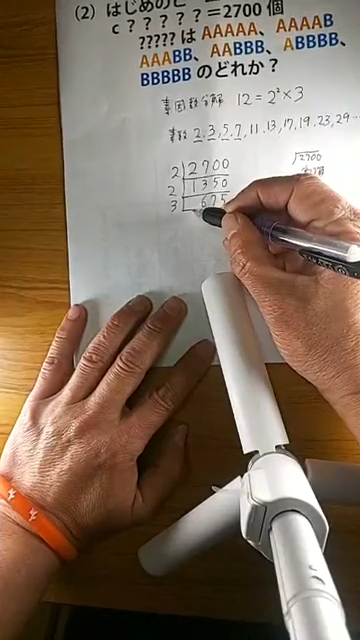 (2) はじめのビ
c?????=2700 個
?????は AAAAA, AAAAB
AAABB, AABBB, ABBBB,
BBBBB のどれか？
素因数分解 12=2²×3
素数 2.3.5.7.11.13.17.19.23.29…
√2700
2)2700
2)1350
3)675